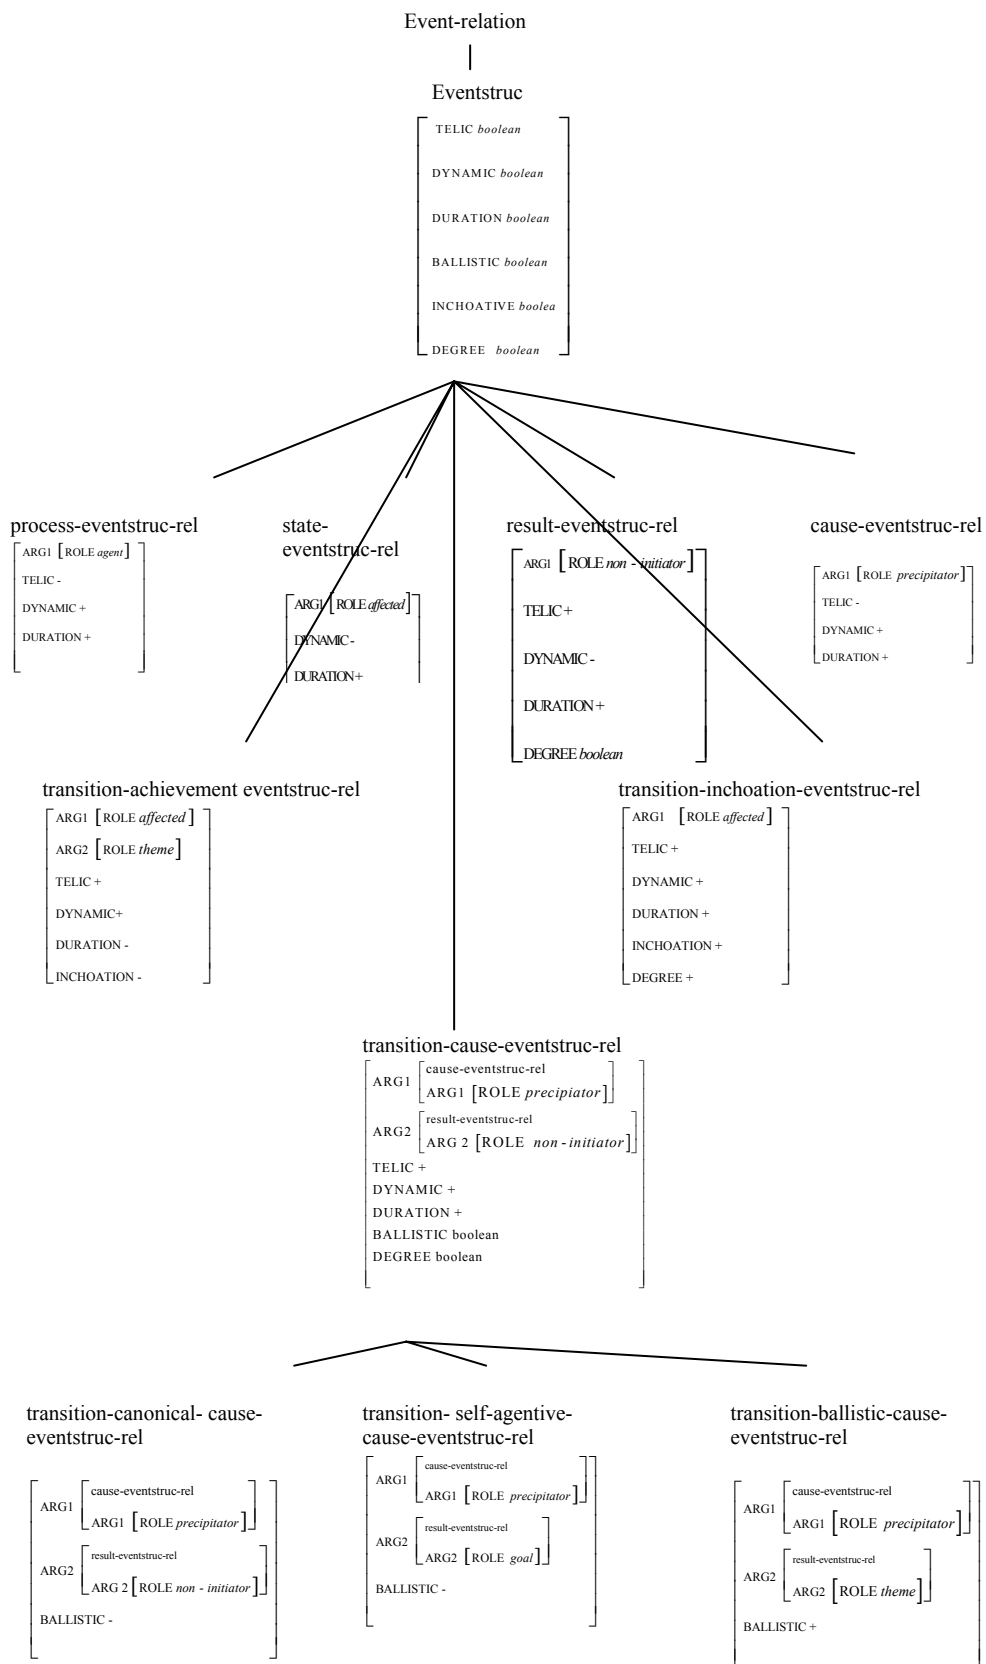 Event-relation
Eventstruc
TELIC boolean
DYNAMIC boolean
DURATION boolean
BALLISTIC boolean
INCHOATIVE boolea
DEGREE boolean
process-eventstruc-rel
ARG1 [ROLE agent]
TELIC -
DYNAMIC +
DURATION +
state-
eventstruc-rel
ARG1 [ROLE affected]
DYNAMIC -
DURATION +
result-eventstruc-rel
ARG1 [ROLE non - initiator]
TELIC +
DYNAMIC -
DURATION +
DEGREE boolean
cause-eventstruc-rel
ARG1 [ROLE precipitator]
TELIC -
DYNAMIC +
DURATION +
transition-achievement eventstruc-rel
ARG1 [ROLE affected]
ARG2 [ROLE theme]
TELIC +
DYNAMIC+
DURATION -
INCHOATION -
transition-inchoation-eventstruc-rel
ARG1 [ROLE affected]
TELIC +
DYNAMIC +
DURATION +
INCHOATION +
DEGREE +
transition-cause-eventstruc-rel
ARG1
cause-eventstruc-rel
ARG1 [ROLE precipiator]
ARG2
result-eventstruc-rel
ARG 2 [ROLE non - initiator]
TELIC +
DYNAMIC +
DURATION +
BALLISTIC boolean
DEGREE boolean
transition-canonical- cause-
eventstruc-rel
ARG1
cause-eventstruc-rel
ARG1 [ROLE precipitator]
ARG2
result-eventstruc-rel
ARG 2 [ROLE non - initiator]
BALLISTIC -
transition- self-agentive-
cause-eventstruc-rel
ARG1
cause-eventstruc-rel
ARG1 [ROLE precipitator]
ARG2
result-eventstruc-rel
ARG2 [ROLE goal]
BALLISTIC -
transition-ballistic-cause-
eventstruc-rel
ARG1
cause-eventstruc-rel
ARG1 [ROLE precipitator]
ARG2
result-eventstruc-rel
ARG2 [ROLE theme]
BALLISTIC +